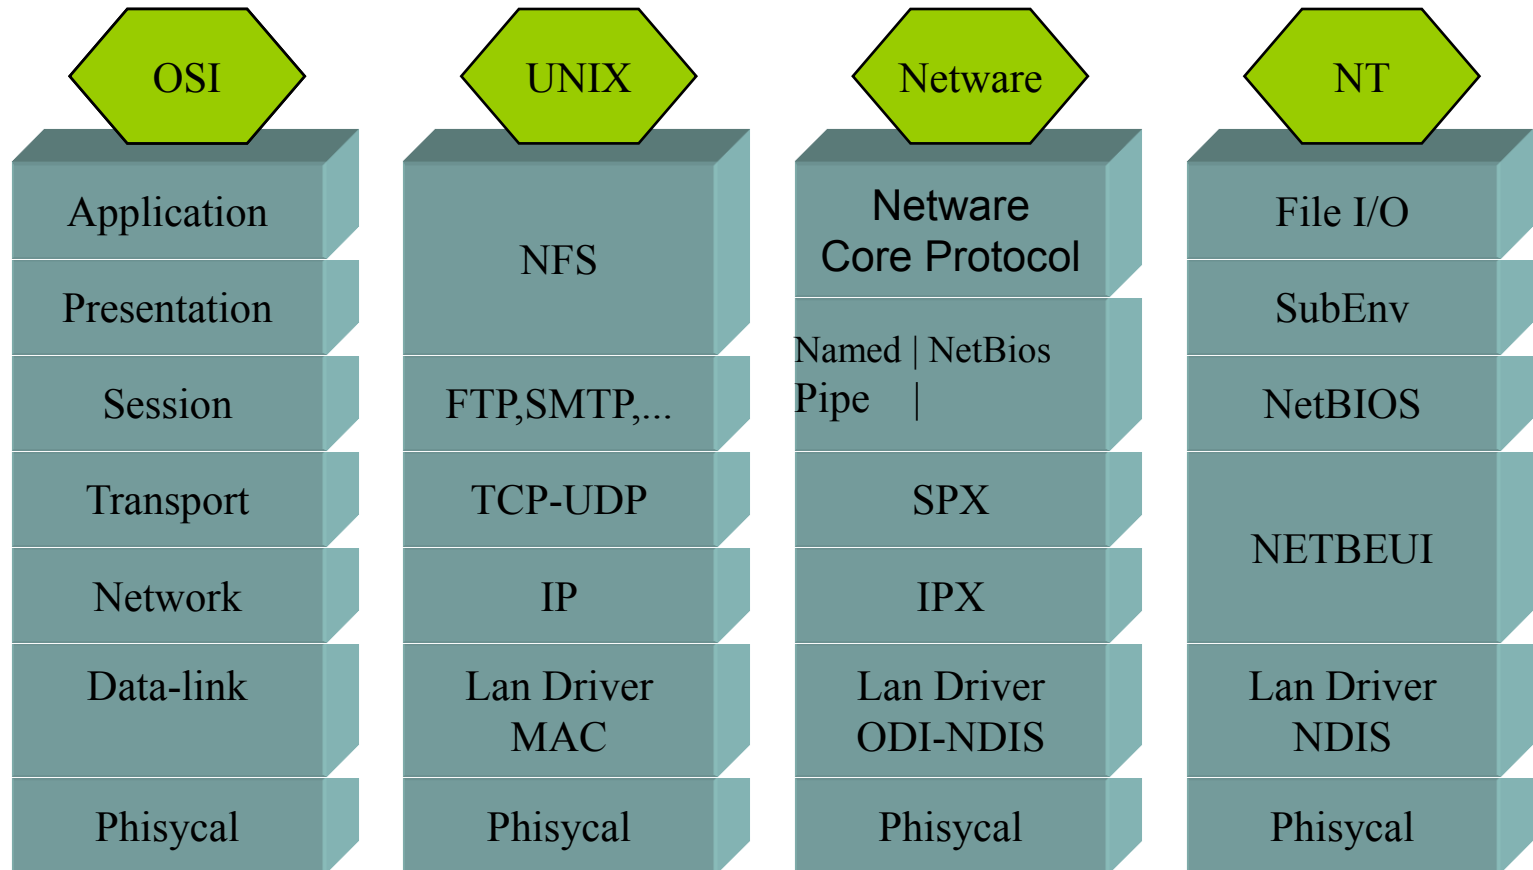 OSI
Application
Presentation
Session
Transport
Network
Data-link
Phisycal
UNIX
NFS
FTP,SMTP,...
TCP-UDP
IP
Lan Driver
MAC
Phisycal
Netware
Netware
Core Protocol
Named | NetBios
Pipe |
SPX
IPX
Lan Driver
ODI-NDIS
Phisycal
NT
File I/O
SubEnv
NetBIOS
NETBEUI
Lan Driver
NDIS
Phisycal